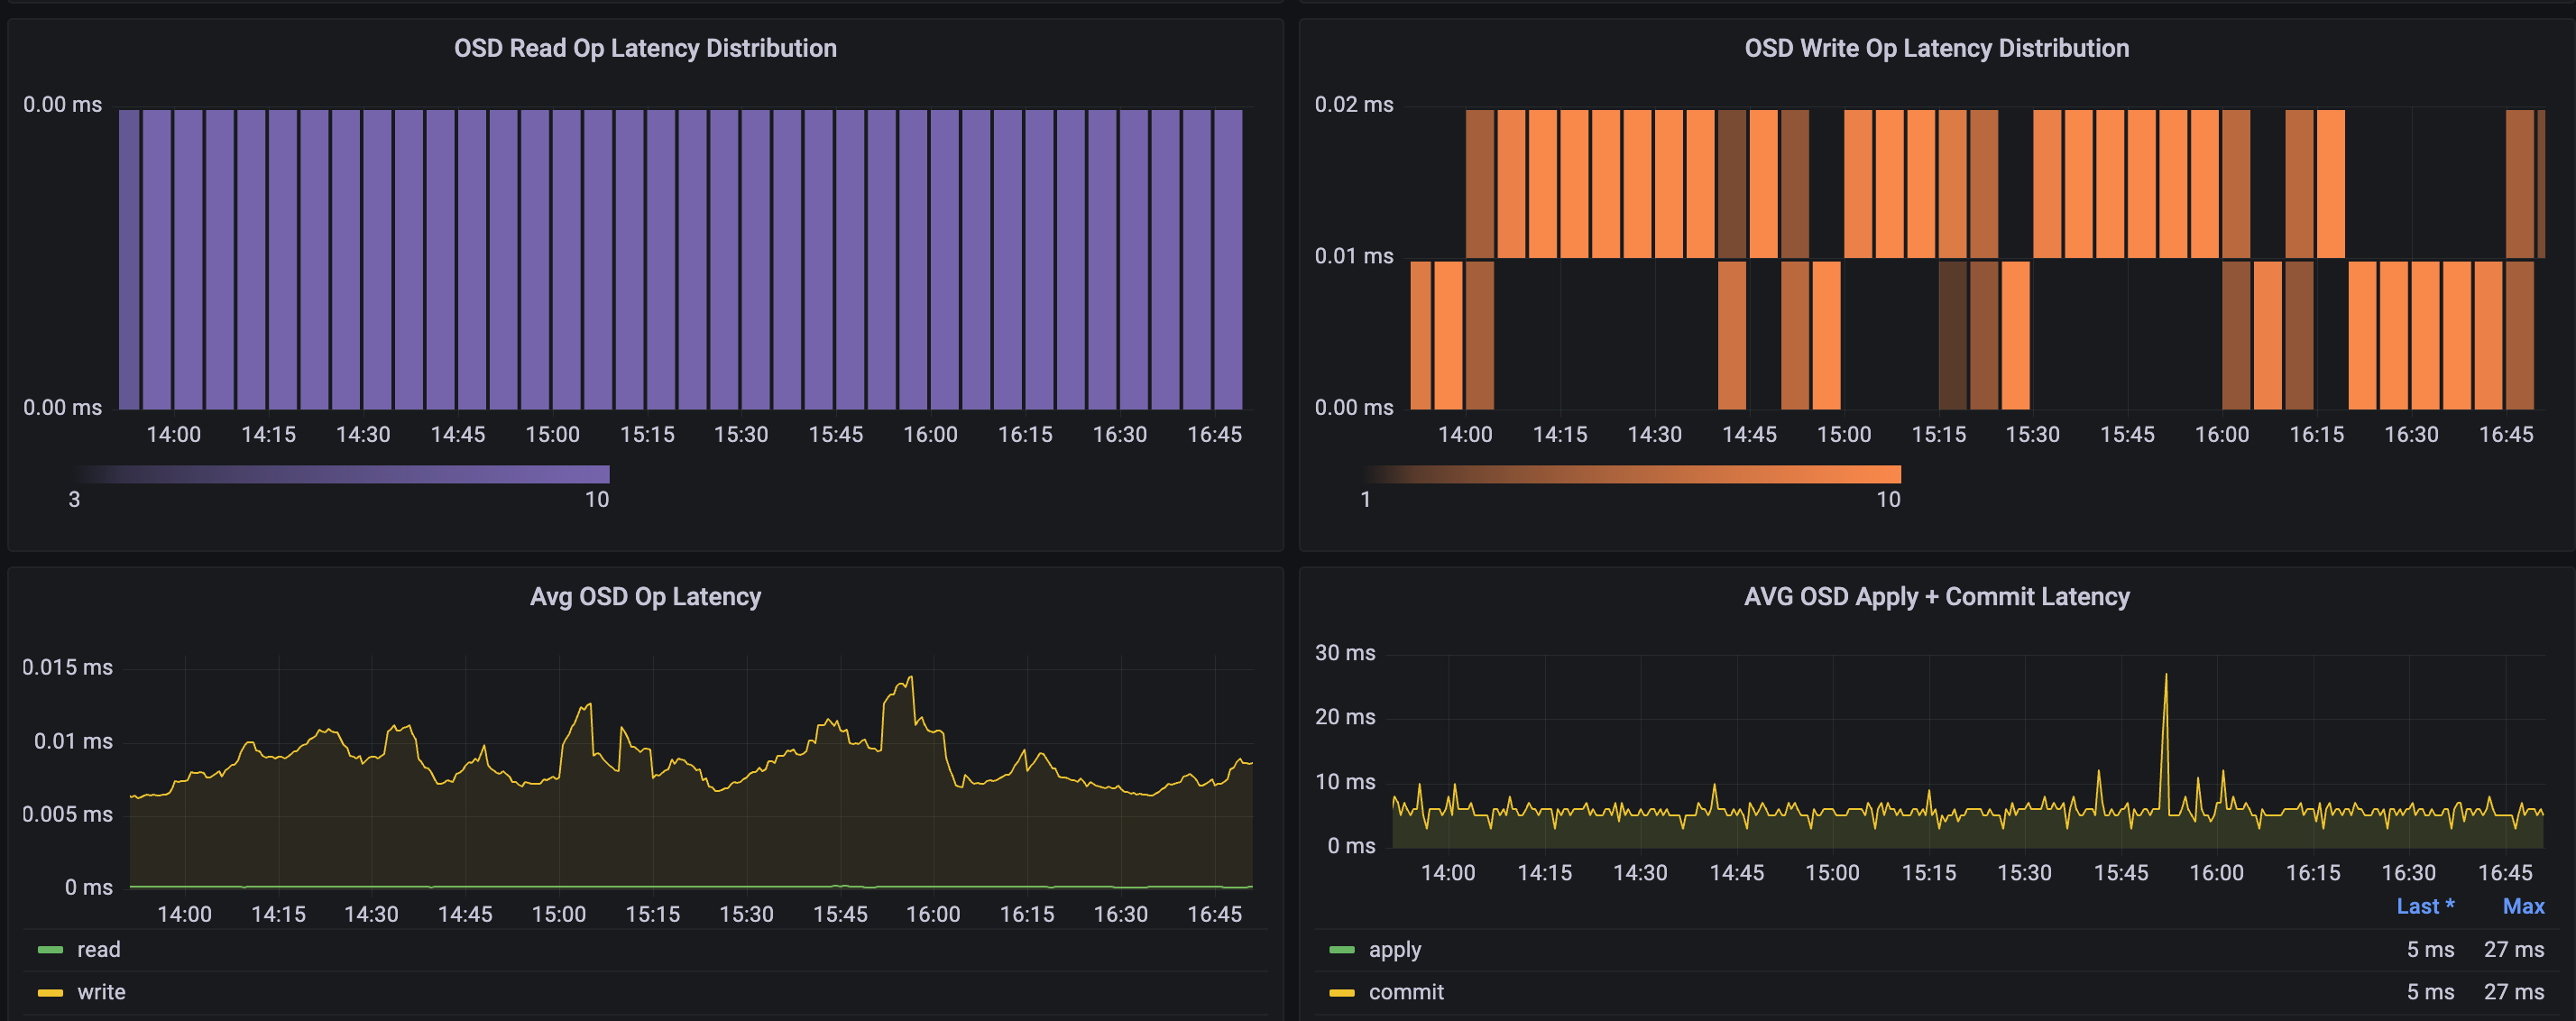 OSD Read Op Latency Distribution
0.00 ms
0.00 ms
14:00 14:15 14:30 14:45 15:00 15:15 15:30 15:45 16:00 16:15 16:30 16:45
3 10
OSD Write Op Latency Distribution
0.02 ms
0.01 ms
0.00 ms
14:00 14:15 14:30 14:45 15:00 15:15 15:30 15:45 16:00 16:15 16:30 16:45
1 10
Avg OSD Op Latency
0.015 ms
0.01 ms
0.005 ms
0 ms
14:00 14:15 14:30 14:45 15:00 15:15 15:30 15:45 16:00 16:15 16:30 16:45
read
write
AVG OSD Apply + Commit Latency
30 ms
20 ms
10 ms
0 ms
14:00 14:15 14:30 14:45 15:00 15:15 15:30 15:45 16:00 16:15 16:30 16:45
Last * Max
apply 5 ms 27 ms
commit 5 ms 27 ms